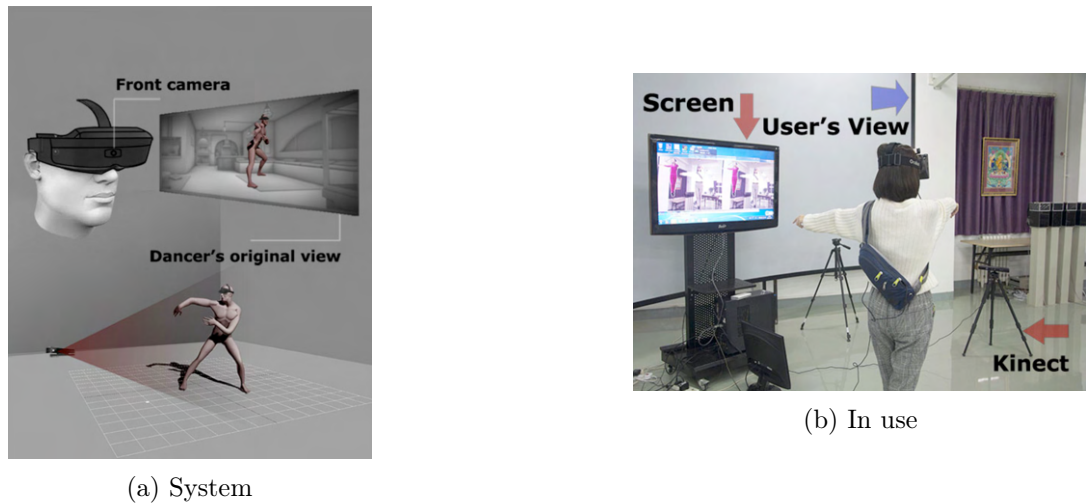 Front camera
Dancer's original view
(a) System
Screen
User's View
Kinect
(b) In use